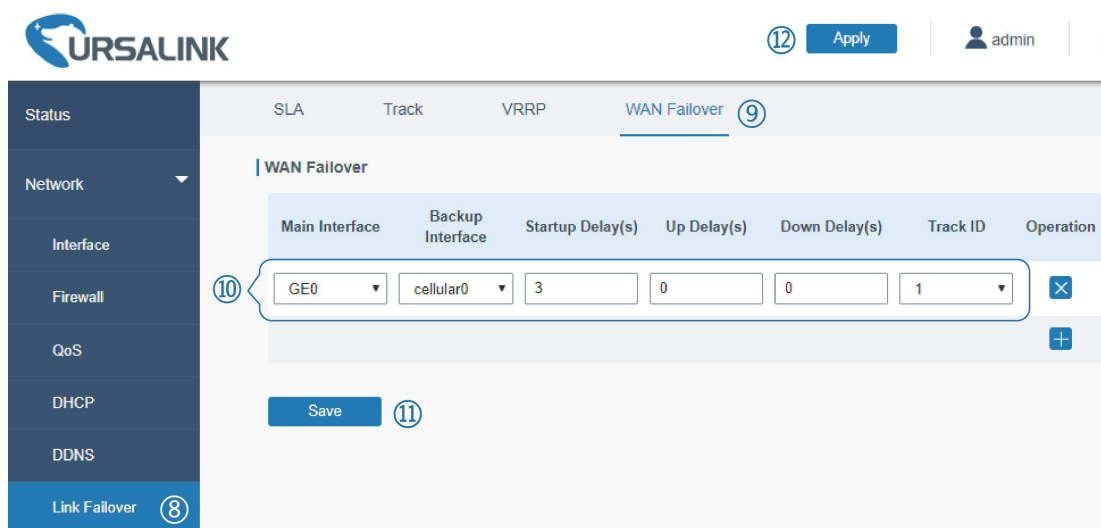 URSALINK
⑫ Apply admin
Status
SLA Track VRRP WAN Failover ⑨
Network
WAN Failover
Main Interface Backup Interface Startup Delay(s) Up Delay(s) Down Delay(s) Track ID Operation
Interface
⑩ GE0 cellular0 3 0 0 1
Firewall
QoS
DHCP
Save ⑪
DDNS
Link Failover ⑧